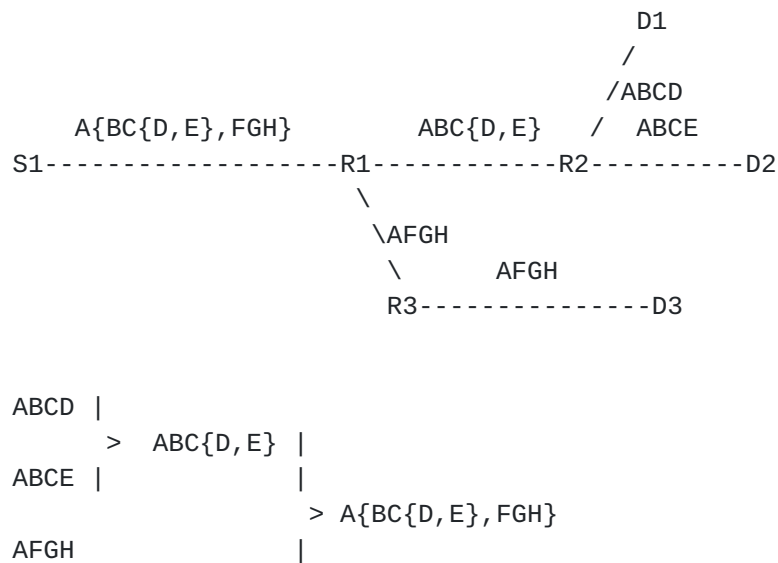 D1
/
/ABCD
A{BC{D,E},FGH} ABC{D,E} / ABCE
S1-------------------R1------------R2----------D2
\
\AFGH
\ AFGH
R3---------------D3
ABCD |
> ABC{D,E} |
ABCE | |
> A{BC{D,E},FGH}
AFGH |